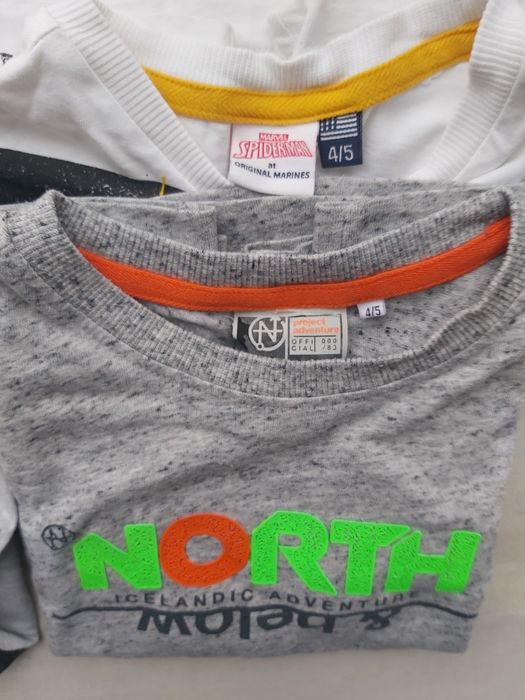 MARVEL
SPIDER-MAN
at
ORIGINAL MARINES
4/5
N
project
adventure
OFFI 000
CIAL /83
4/5
NORTH
ICELANDIC ADVENTURE
& below